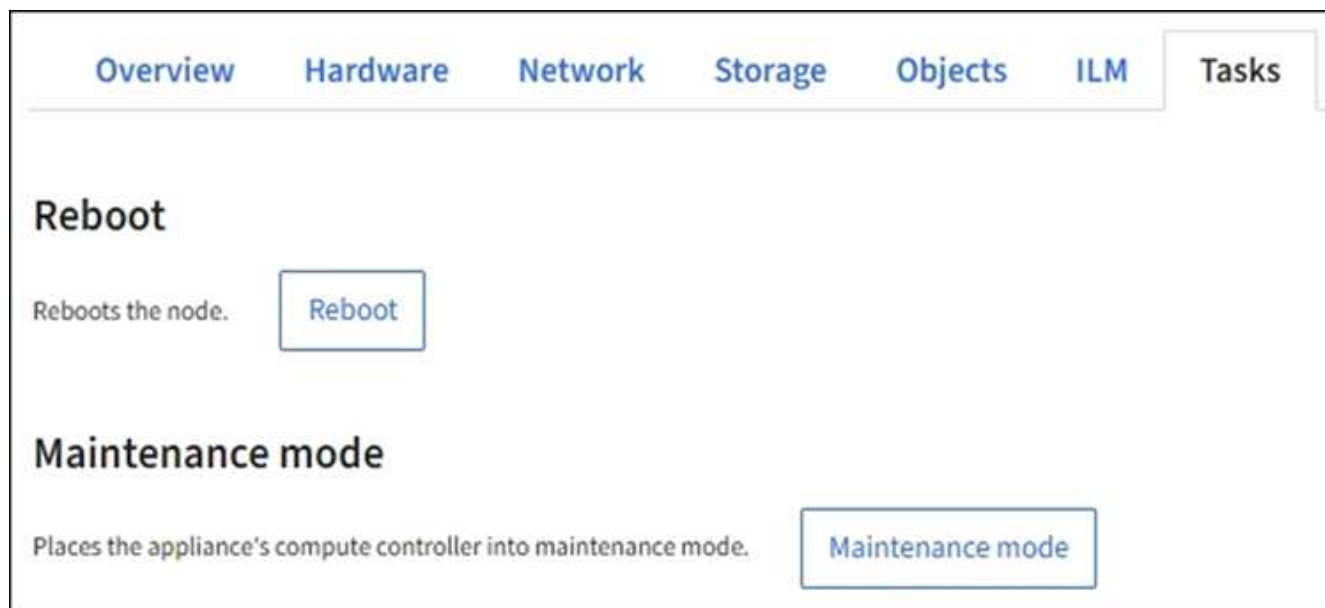 Overview Hardware Network Storage Objects ILM Tasks
Reboot
Reboots the node. Reboot
Maintenance mode
Places the appliance's compute controller into maintenance mode. Maintenance mode